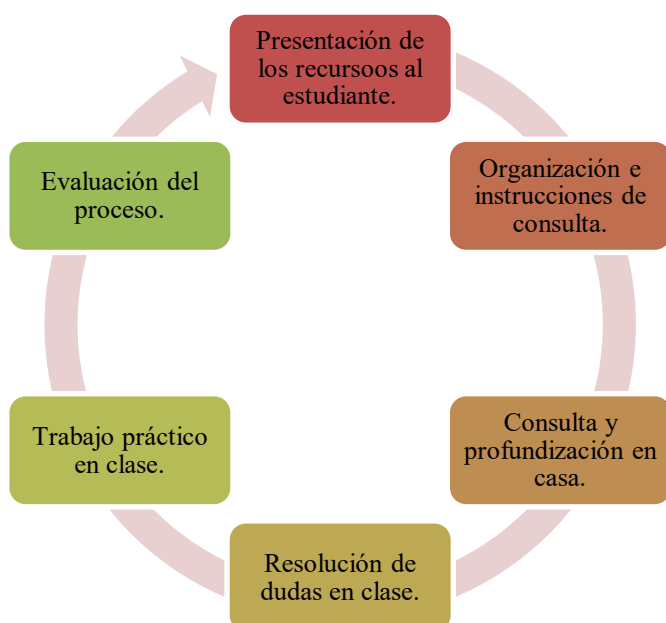 Presentación de
los recursoos al
estudiante.
Organización e
instrucciones de
consulta.
Consulta y
profundización en
casa.
Resolución de
dudas en clase.
Trabajo práctico
en clase.
Evaluación del
proceso.